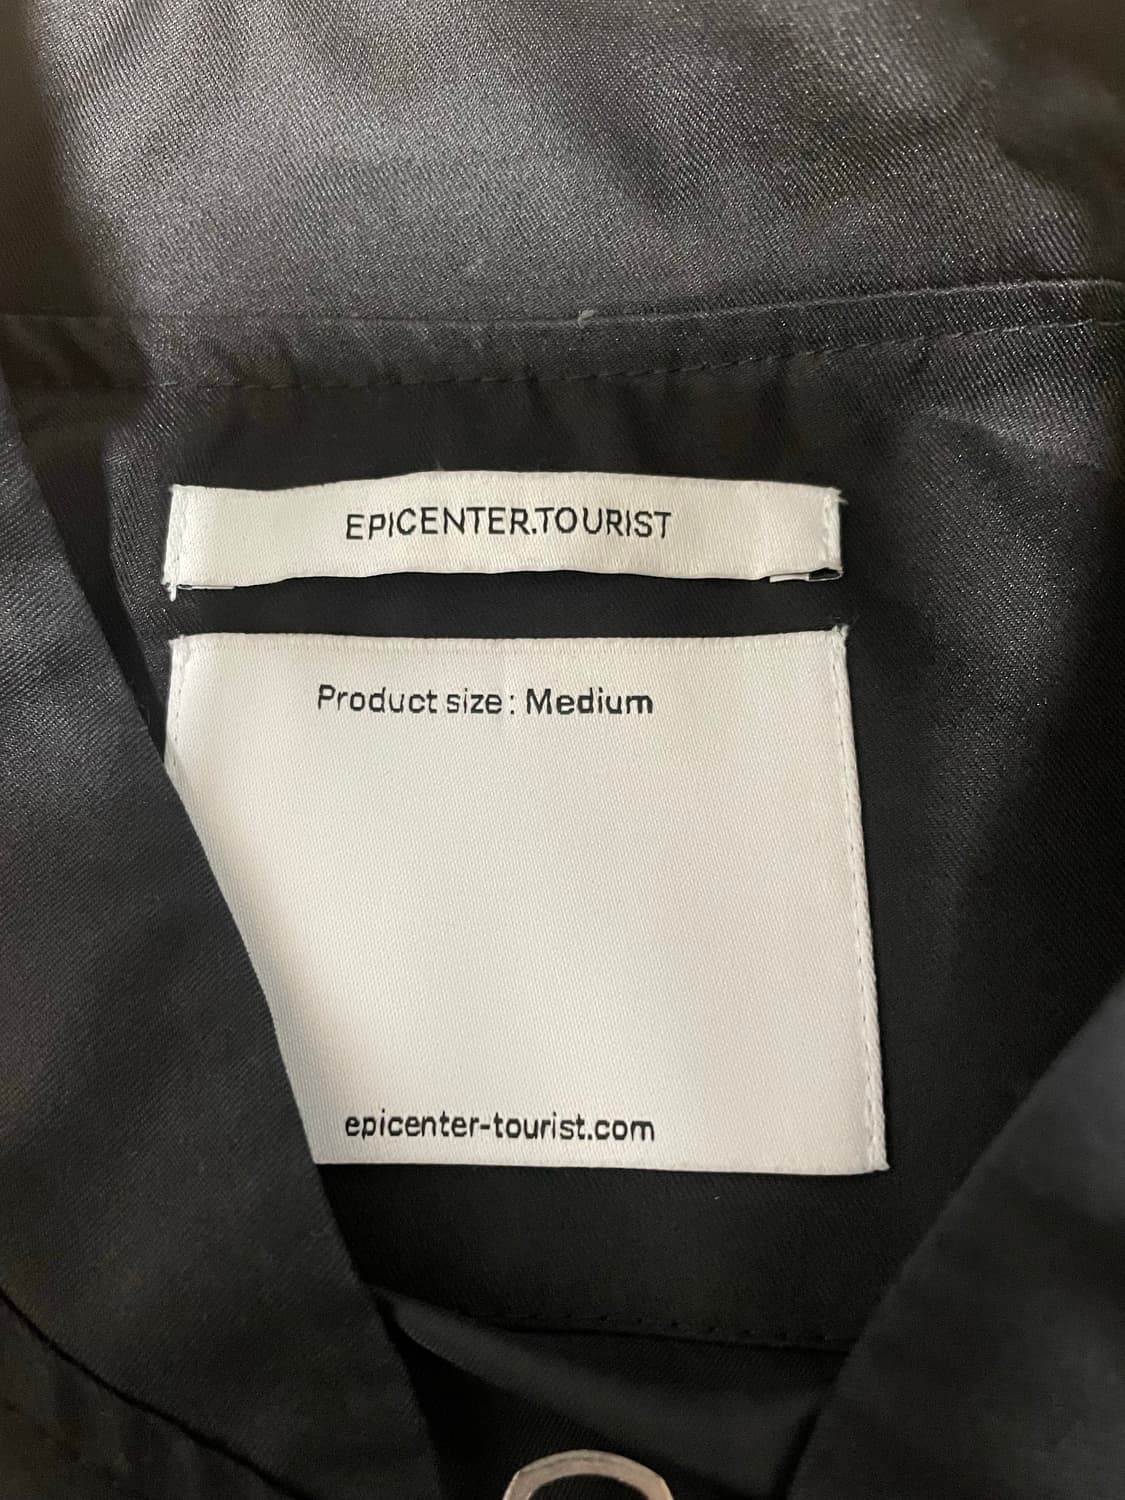 EPICENTER.TOURIST
Product size: Medium
epicenter-tourist.com